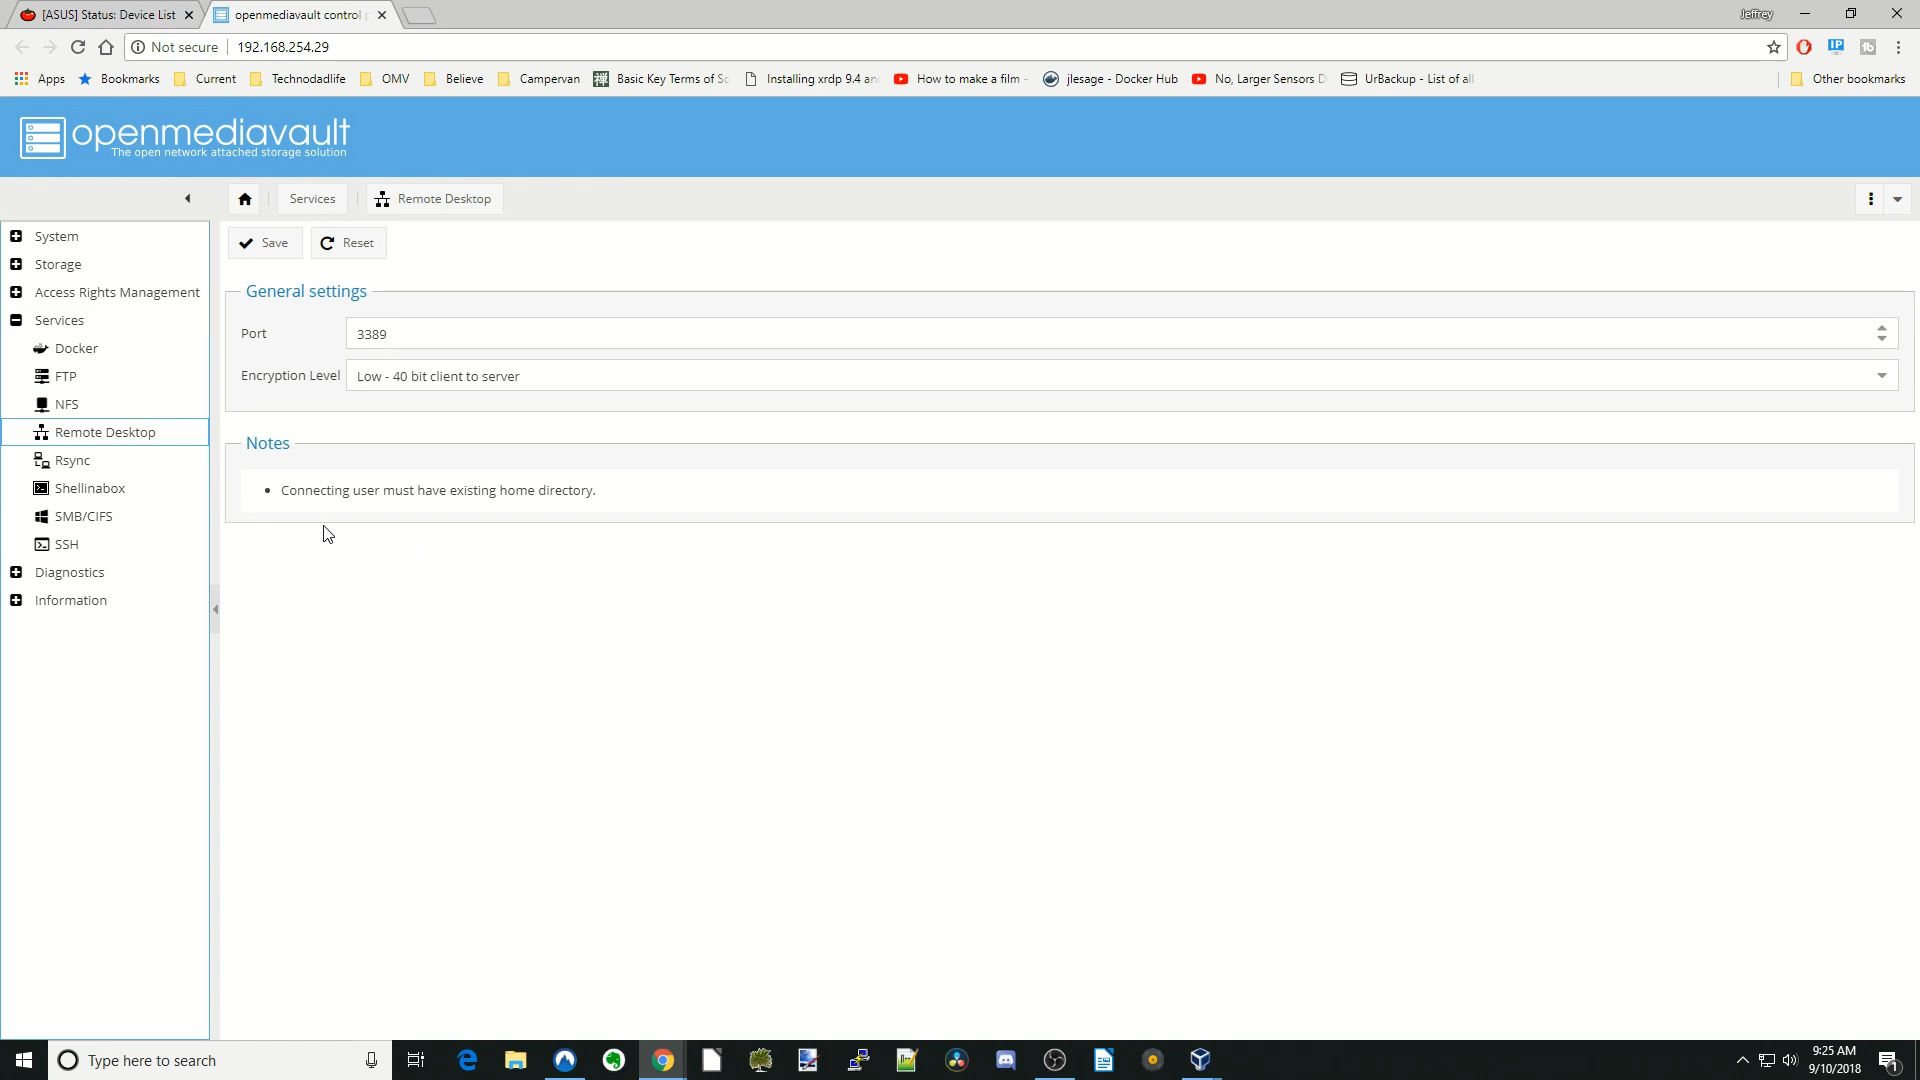 [ASUS] Status: Device List
openmediavault control p
Jeffrey
Not secure
192.168.254.29
Apps
Bookmarks
Current
Technodadlife
OMV
Believe
Campervan
Basic Key Terms of Sc
Installing xrdp 9.4 an
How to make a film -
jlesage - Docker Hub
No, Larger Sensors D
UrBackup - List of all
Other bookmarks
openmediavault
The open network attached storage solution
Services
Remote Desktop
System
Storage
Access Rights Management
Services
Docker
FTP
NFS
Remote Desktop
Rsync
Shellinabox
SMB/CIFS
SSH
Diagnostics
Information
Save
Reset
General settings
Port
3389
Encryption Level
Low - 40 bit client to server
Notes
Connecting user must have existing home directory.
Type here to search
9:25 AM
9/10/2018
1